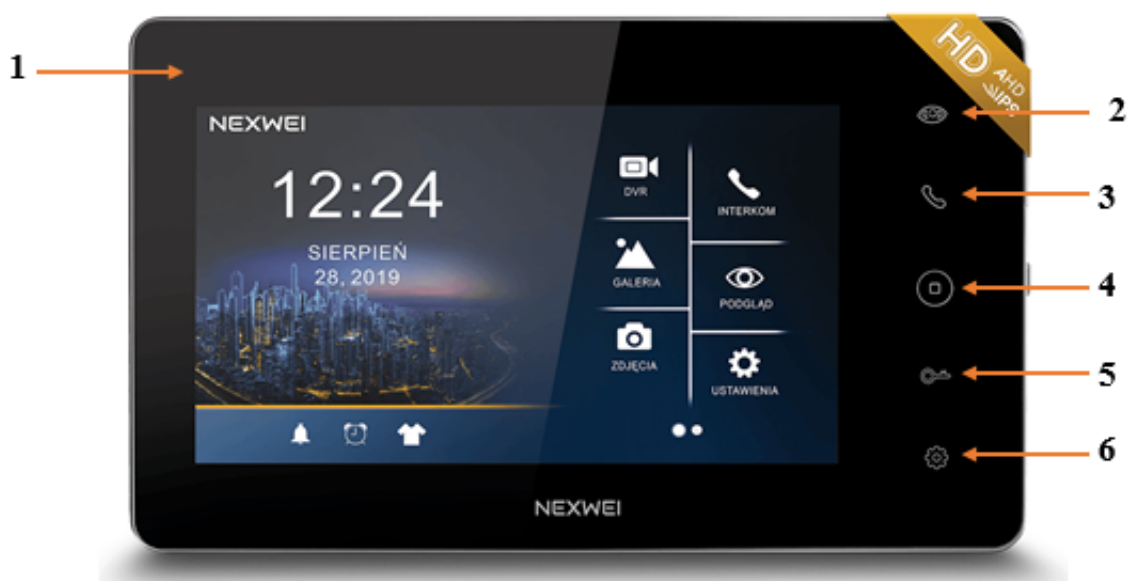 1
HD
AHD
IPS
2
NEXWEI
12:24
DVR
INTERKOM
3
SIERPIEŃ
28, 2019
GALERIA
PODGLĄD
4
ZDJĘCIA
USTAWIENIA
5
6
NEXWEI